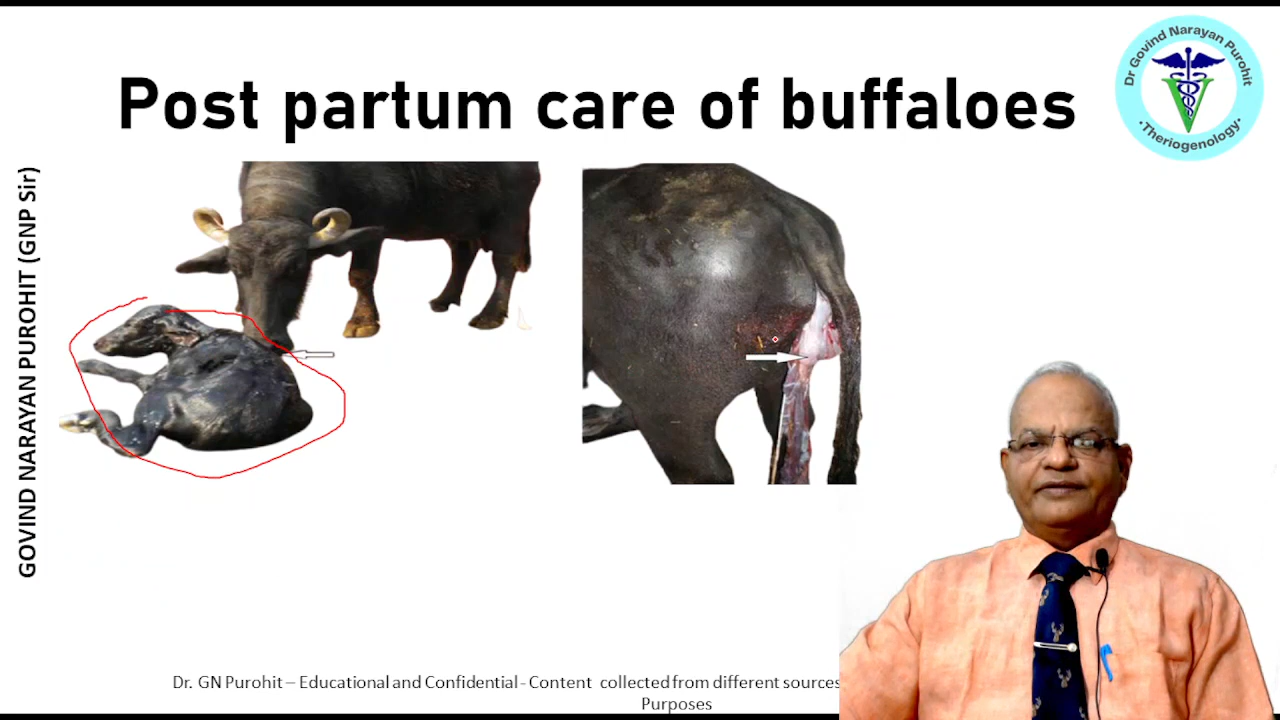 Post partum care of buffaloes
Dr Govind Narayan Purohit
·Theriogenology·
GOVIND NARAYAN PUROHIT (GNP Sir)
Dr. GN Purohit – Educational and Confidential - Content collected from different sources
Purposes